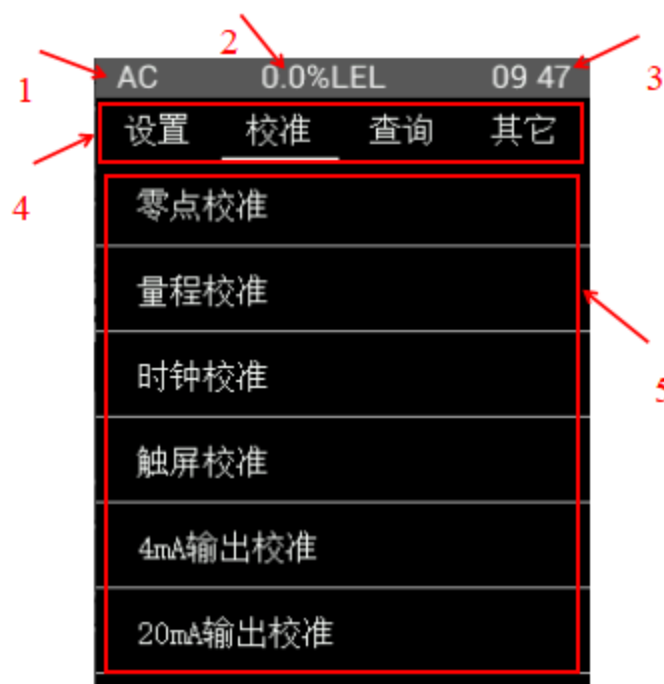 2
1
3
AC 0.0%LEL 09 47
设置 校准 查询 其它
4
零点校准
量程校准
时钟校准
5
触屏校准
4mA输出校准
20mA输出校准